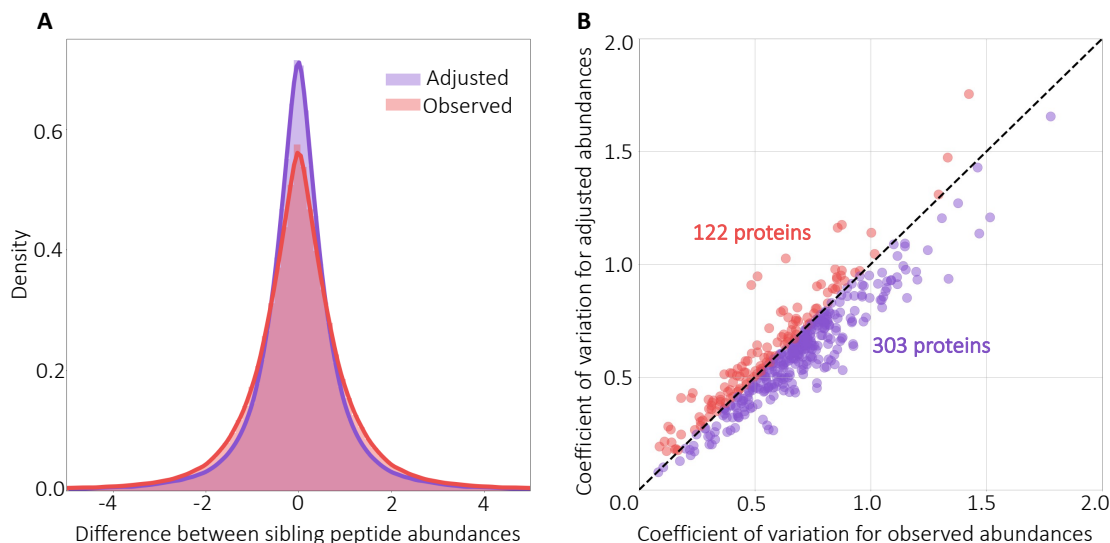 A
Adjusted
Observed
0.6
0.4
0.2
0.0
Density
-4
-2
0
2
4
Difference between sibling peptide abundances
B
2.0
1.5
1.0
0.5
0.0
0.5
1.0
1.5
2.0
122 proteins
303 proteins
Coefficient of variation for adjusted abundances
Coefficient of variation for observed abundances